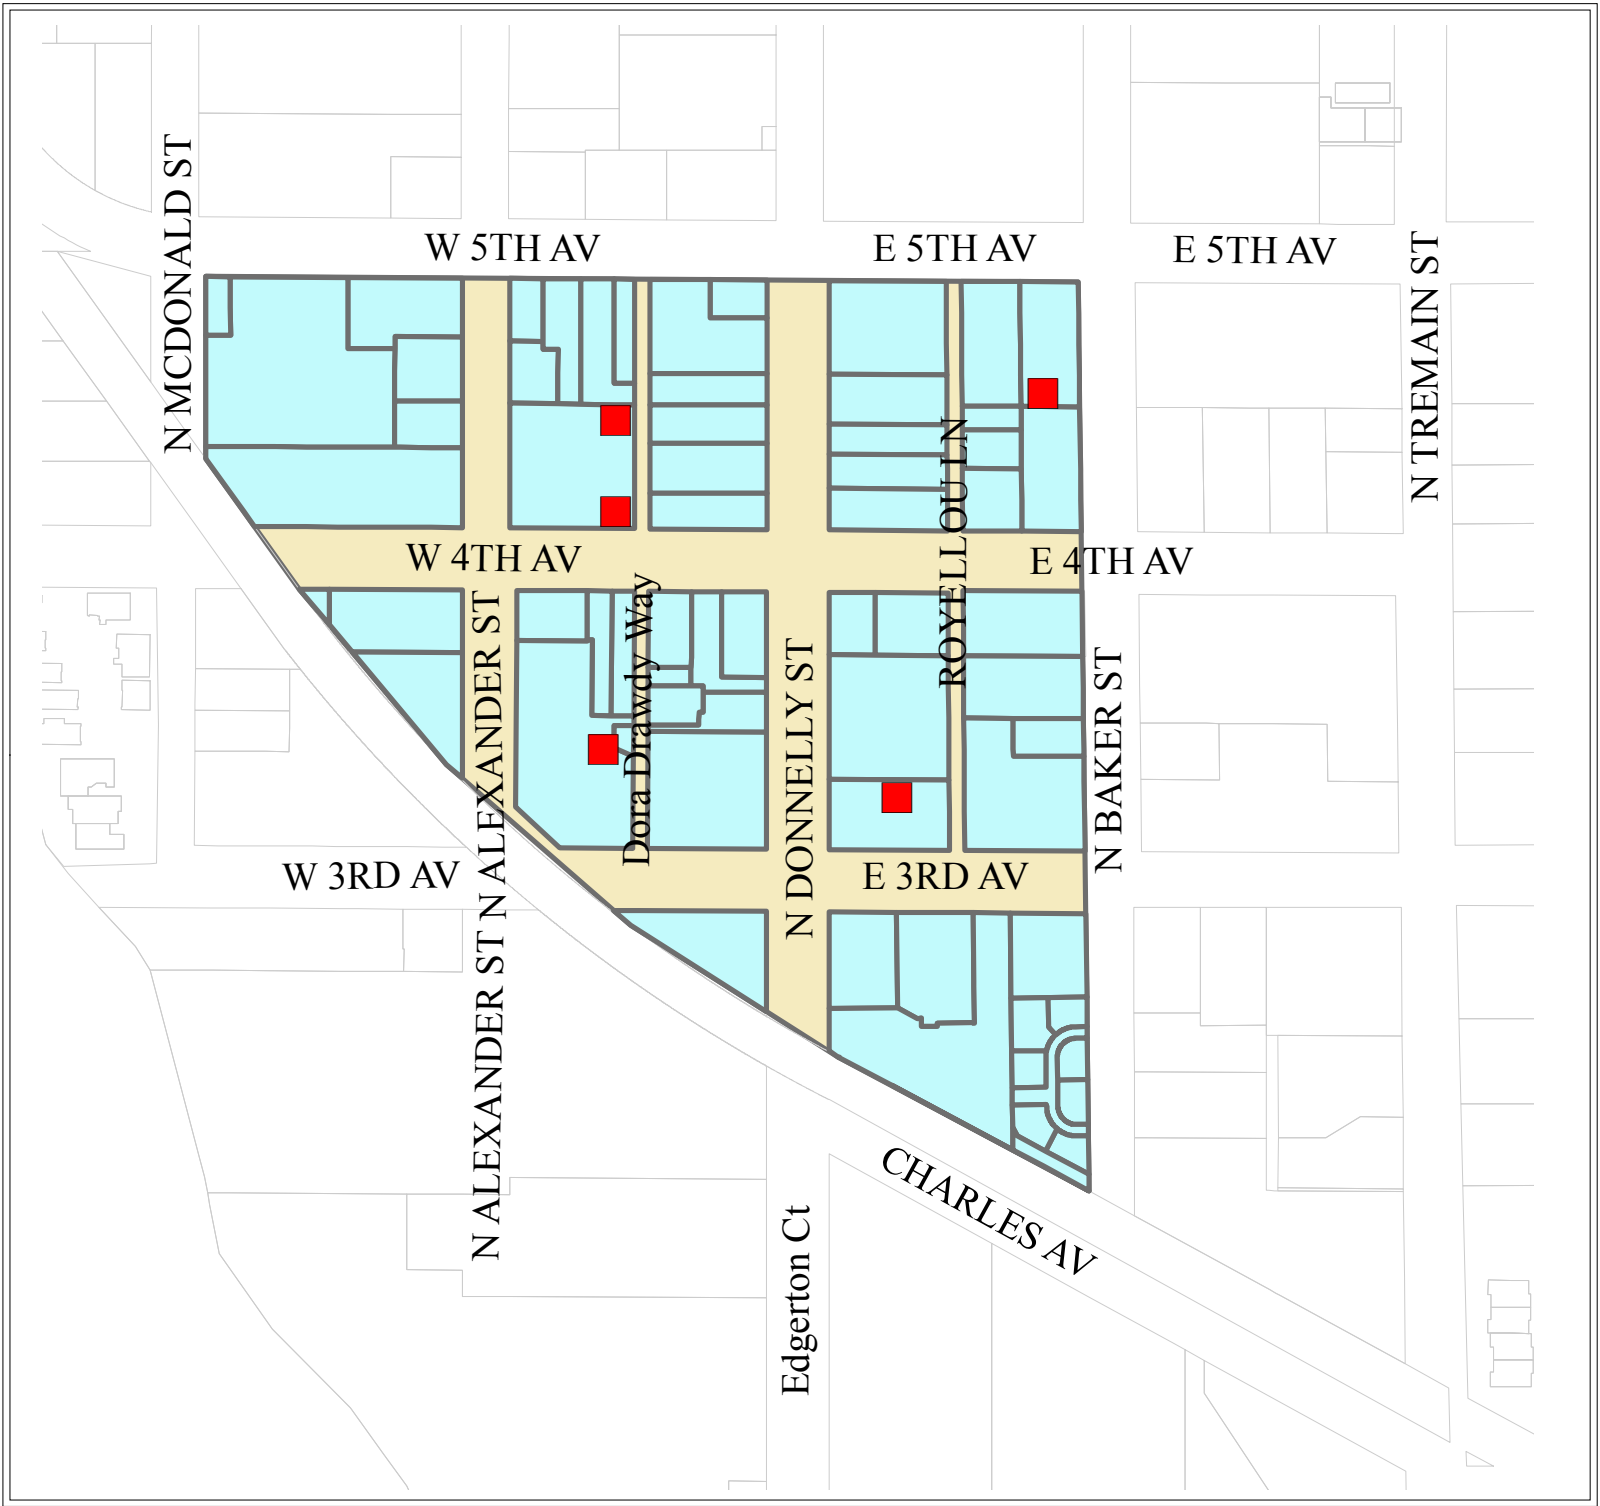 N MCDONALD ST
W 5TH AV
E 5TH AV
E 5TH AV
N TREMAIN ST
ROYELLOU LN
W 4TH AV
E 4TH AV
N ALEXANDER ST
Dora Drawdy Way
N DONNELLY ST
N BAKER ST
W 3RD AV
E 3RD AV
N ALEXANDER ST
N ALEXANDER ST
CHARLES AV
Edgerton Ct